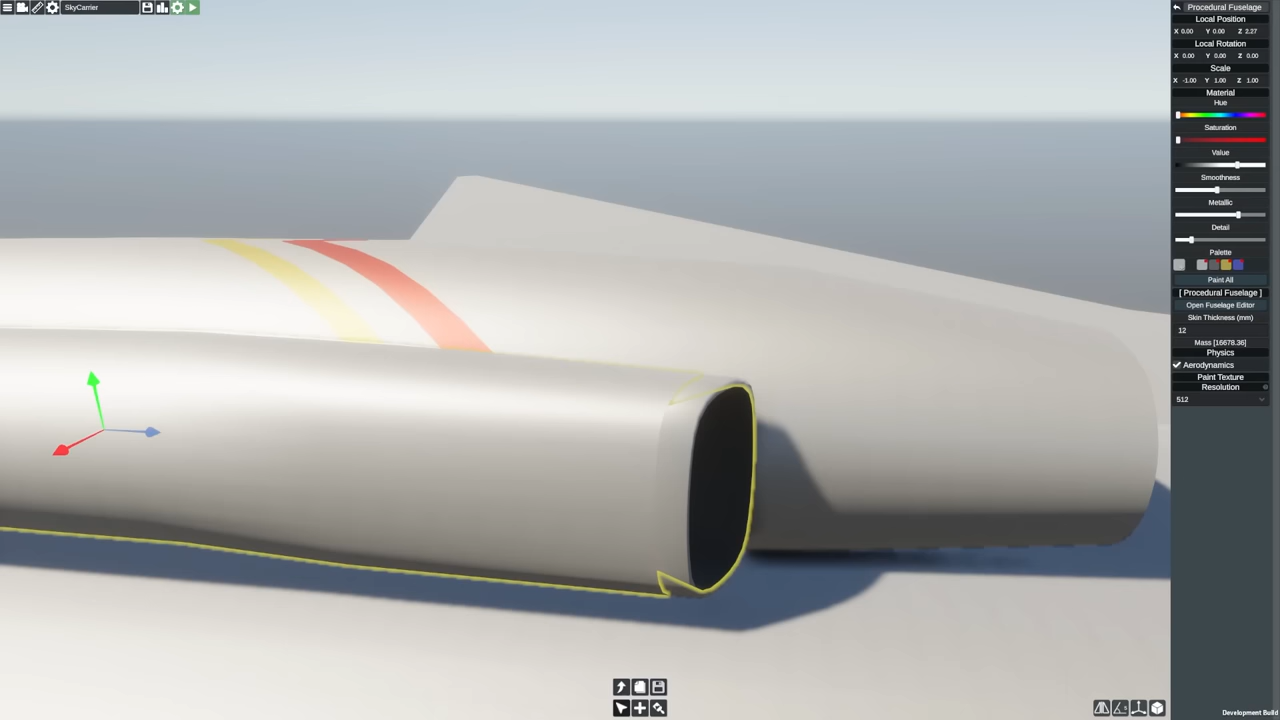 SkyCarrier
Procedural Fuselage
Local Position
X 0.00 Y 0.00 Z 2.27
Local Rotation
X 0.00 Y 0.00 Z 0.00
Scale
X -1.00 Y 1.00 Z 1.00
Material
Hue
Saturation
Value
Smoothness
Metallic
Detail
Palette
Paint All
[ Procedural Fuselage ]
Open Fuselage Editor
Skin Thickness (mm)
12
Mass [16678.36]
Physics
Aerodynamics
Paint Texture
Resolution
512
Development Build